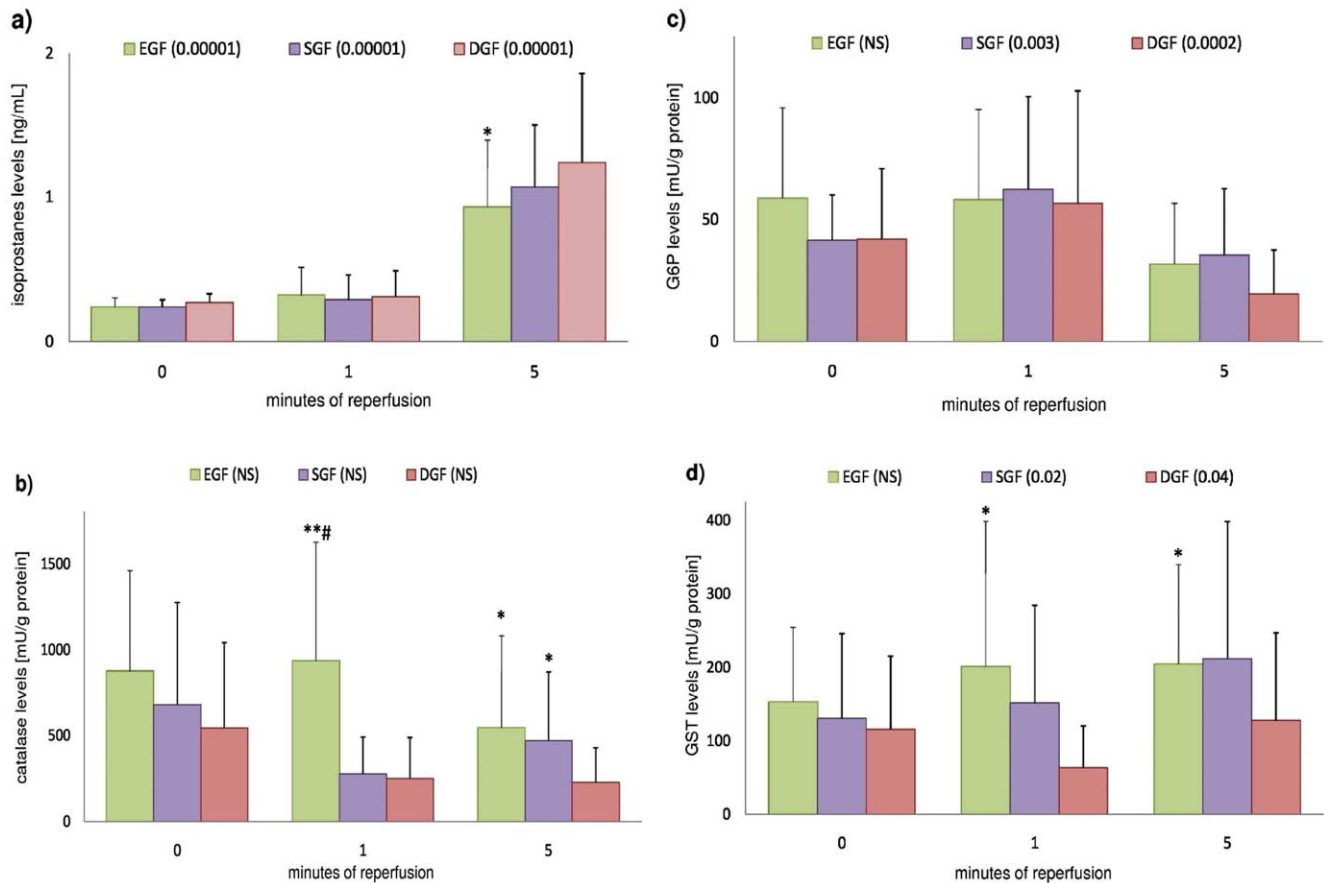 a)
EGF (0.00001) SGF (0.00001) DGF (0.00001)
isoprostanes levels [ng/mL]
2
1
0
0 1 5
*
minutes of reperfusion
c)
EGF (NS) SGF (0.003) DGF (0.0002)
G6P levels [mU/g protein]
100
50
0
0 1 5
minutes of reperfusion
b)
EGF (NS) SGF (NS) DGF (NS)
catalase levels [mU/g protein]
1500
1000
500
0
**#
*
*
0 1 5
minutes of reperfusion
d)
EGF (NS) SGF (0.02) DGF (0.04)
GST levels [mU/g protein]
400
300
200
100
0
*
*
0 1 5
minutes of reperfusion